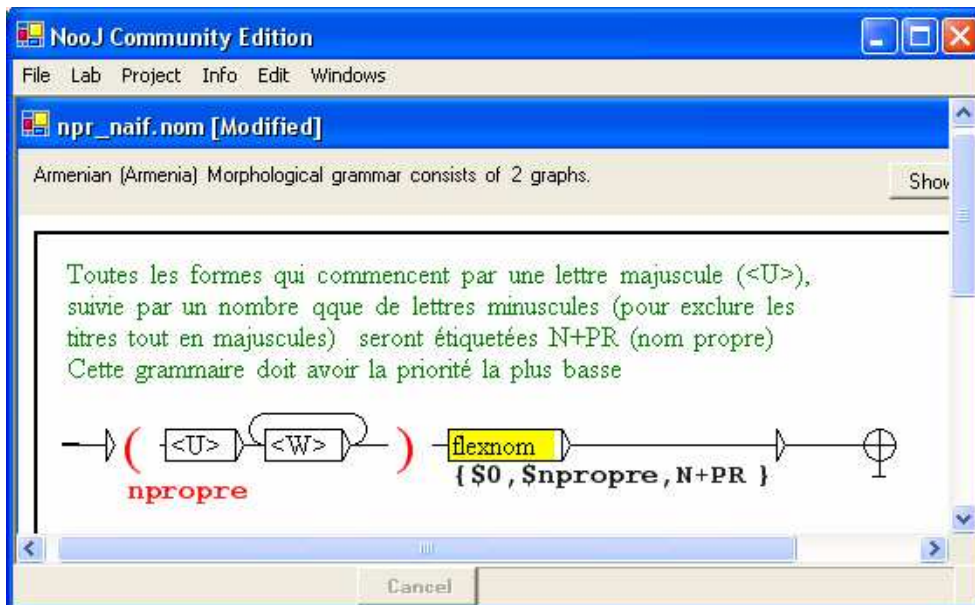 NooJ Community Edition
File Lab Project Info Edit Windows
npr_naif.nom [Modified]
Armenian (Armenia) Morphological grammar consists of 2 graphs.
Show
Toutes les formes qui commencent par une lettre majuscule (<U>),
suivie par un nombre qque de lettres minuscules (pour exclure les
titres tout en majuscules) seront étiquetées N+PR (nom propre)
Cette grammaire doit avoir la priorité la plus basse
( <U> <W> ) flexnom
npropre {$0,$npropre,N+PR }
Cancel